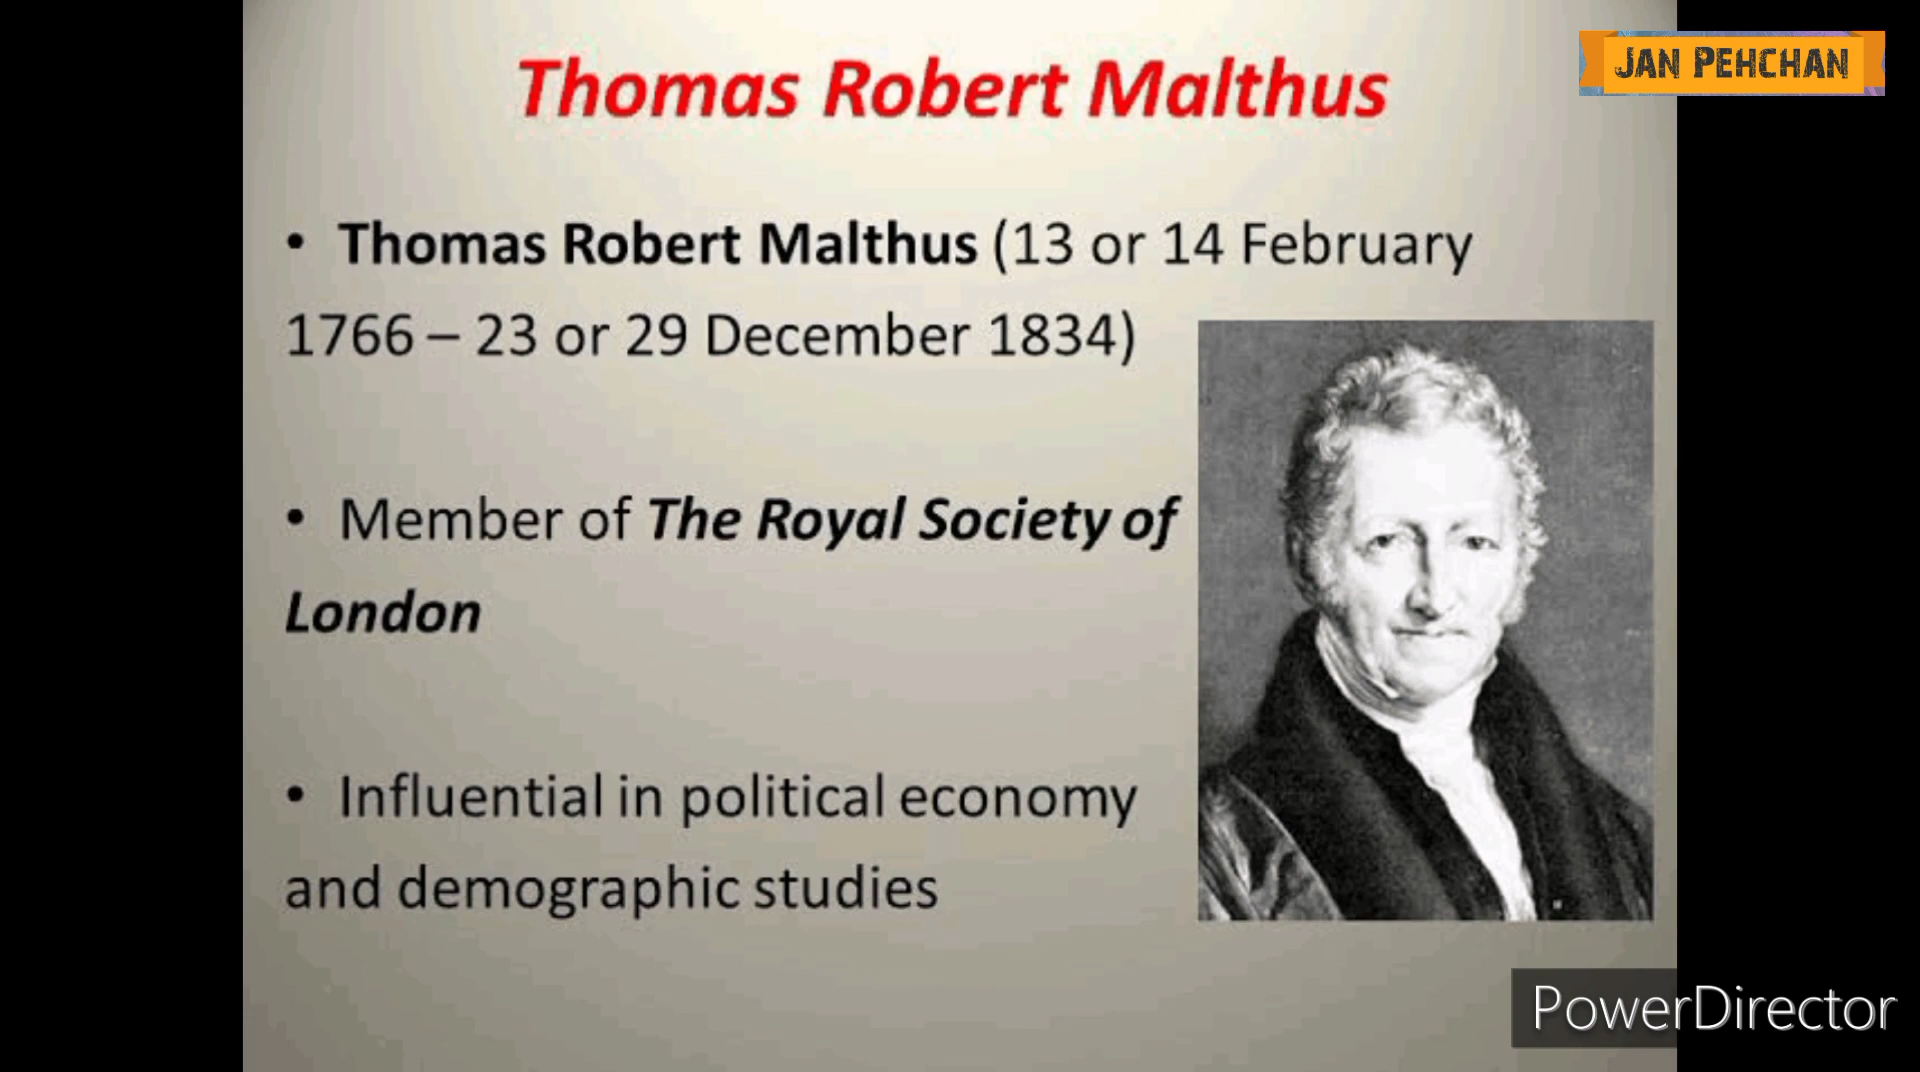 Thomas Robert Malthus
JAN PEHCHAN
• Thomas Robert Malthus (13 or 14 February
1766 – 23 or 29 December 1834)
• Member of The Royal Society of
London
• Influential in political economy
and demographic studies
PowerDirector